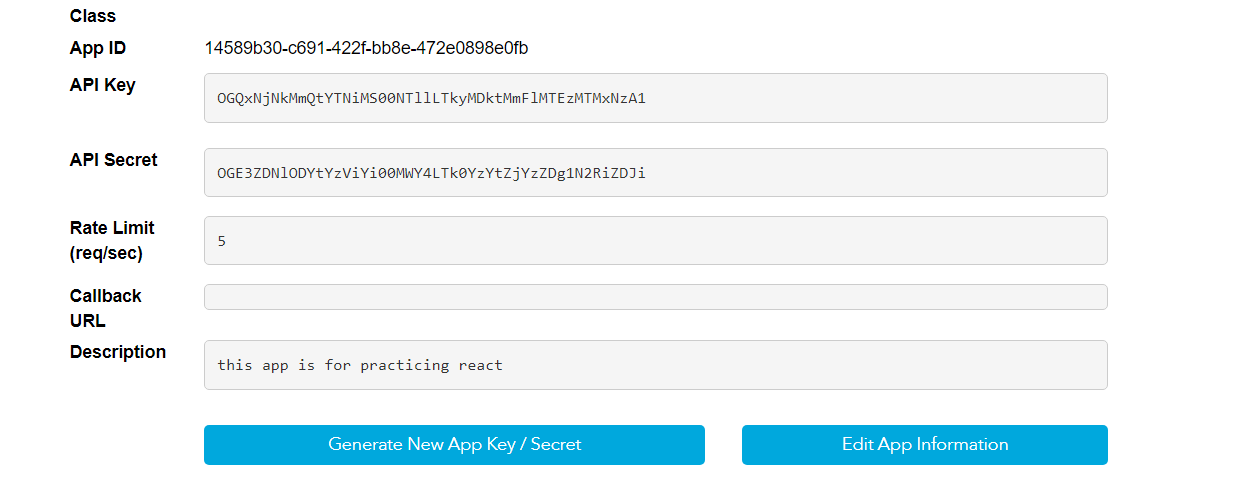 Class
App ID 14589b30-c691-422f-bb8e-472e0898e0fb
API Key OGQxNjNkMmQtYTNiMS00NTllLTkyMDktMmFlMTEzMTMxNzA1
API Secret OGE3ZDNlODYtYzViYi00MWY4LTk0YzYtZjYzZDg1N2RiZDJi
Rate Limit
(req/sec) 5
Callback
URL
Description this app is for practicing react
Generate New App Key / Secret Edit App Information